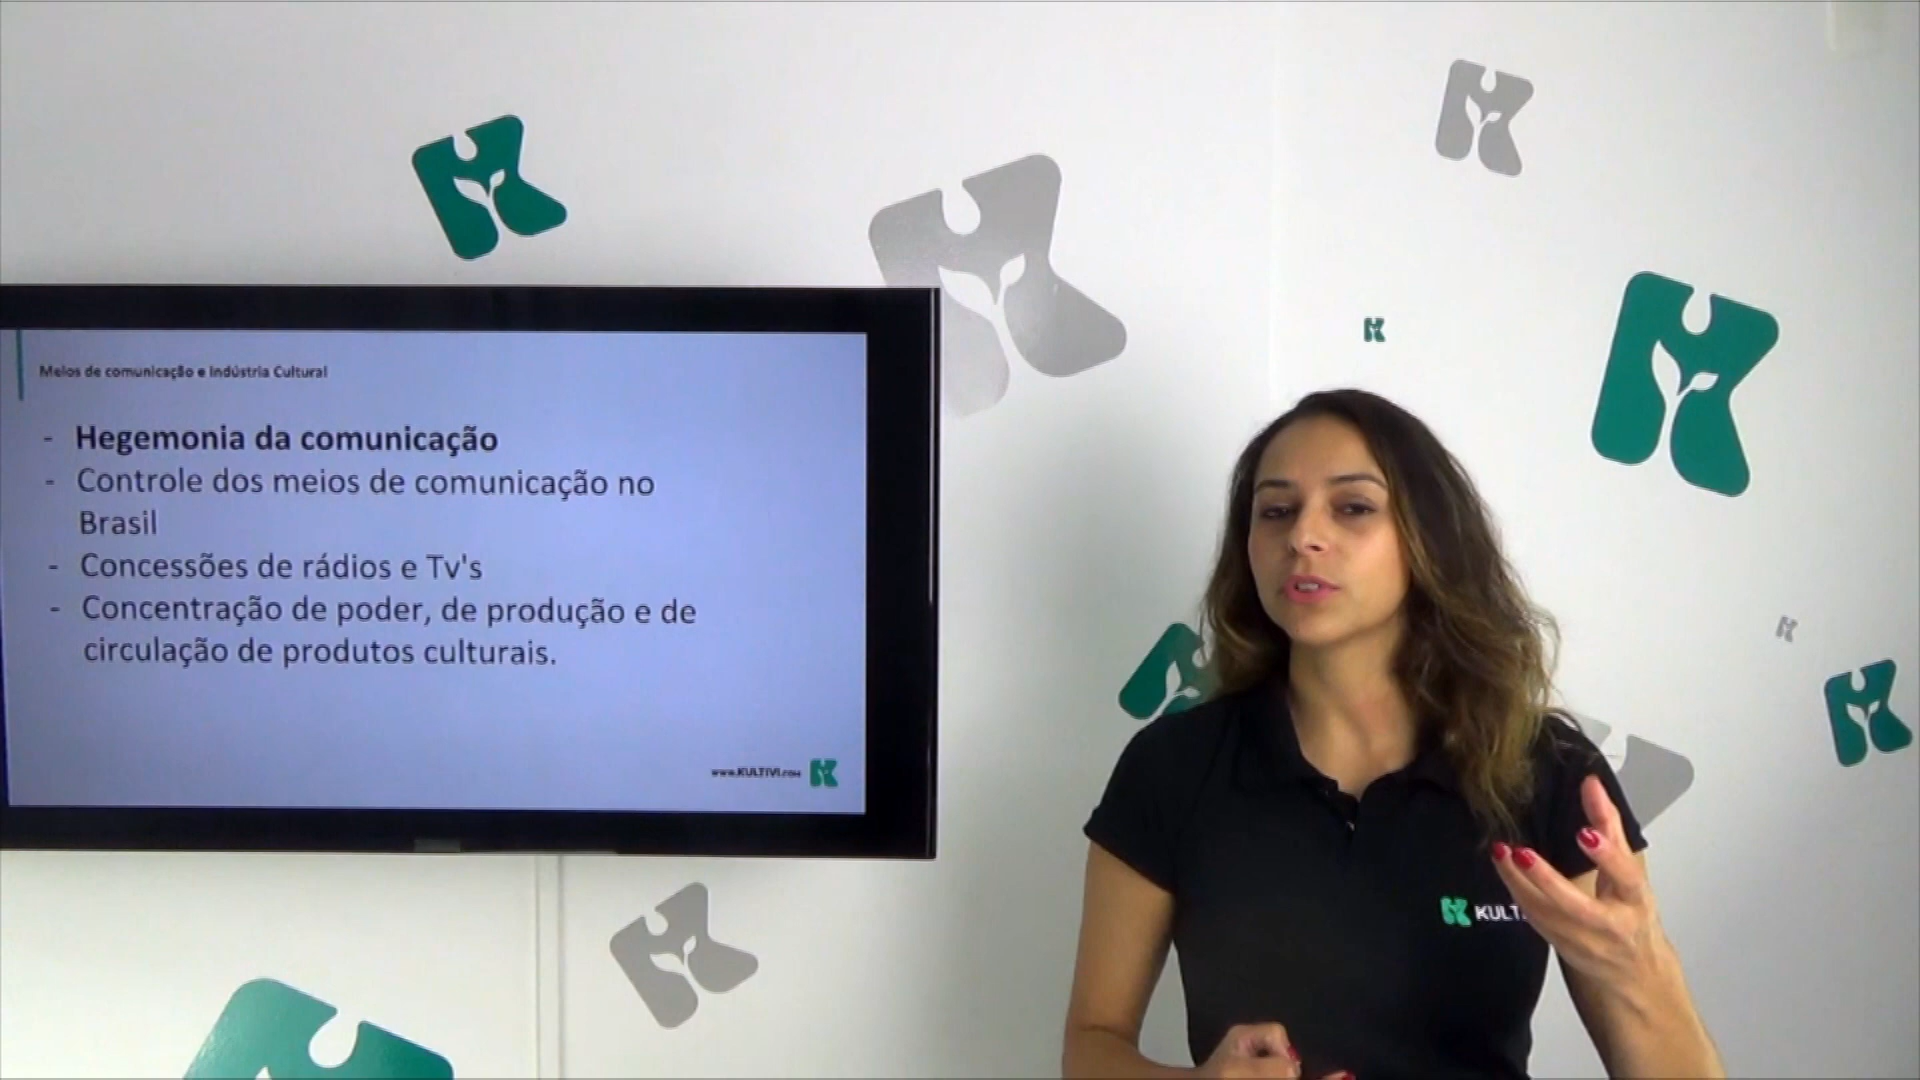 Meios de comunicação e Indústria Cultural
- Hegemonia da comunicação
- Controle dos meios de comunicação no
Brasil
- Concessões de rádios e Tv's
- Concentração de poder, de produção e de
circulação de produtos culturais.
www.KULTIVI.COM
KULT